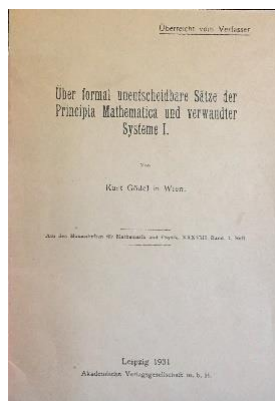 Überreicht vom Verfasser
Über formal unentscheidbare Sätze der
Principia Mathematica und verwandter
Systeme I.
Von
Kurt Gödel in Wien.
Aus den Monatsheften für Mathematik und Physik, XXXVIII. Band, 1. Heft
Leipzig 1931
Akademische Verlagsgesellschaft m. b. H.